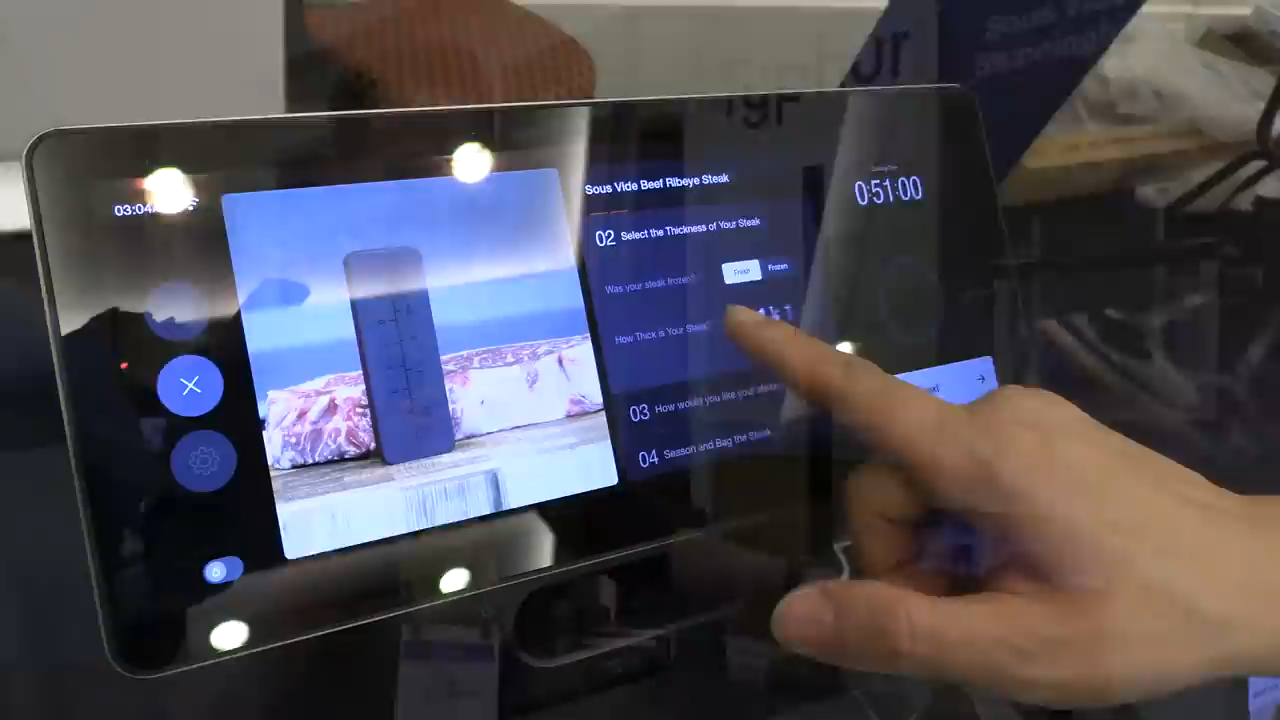 Sous Vide
Sous Vide Beef Ribeye Steak
0:51:00
03:04
02 Select the Thickness of Your Steak
Was your steak frozen?
Fresh
Frozen
How Thick is Your Steak?
03 How would you like your steak
04 Season and Bag the Steak